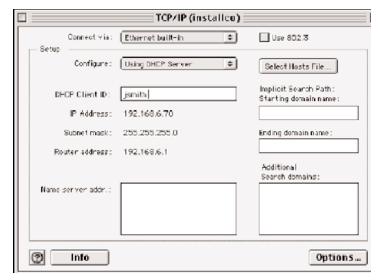 TCP/IP (installco)
Connect via: Ethernet built-in
Use 802.3
Setup
Configure: Using DHCP Server
Select Hosts File...
DHCP Client ID: jsmith
Implicit Search Path:
Starting domain name:
IP Address: 192.168.6.70
Subnet mask: 255.255.255.0
Ending domain name:
Router address: 192.168.6.1
Additional
Search domains:
Name server addr.:
?
Info
Options...